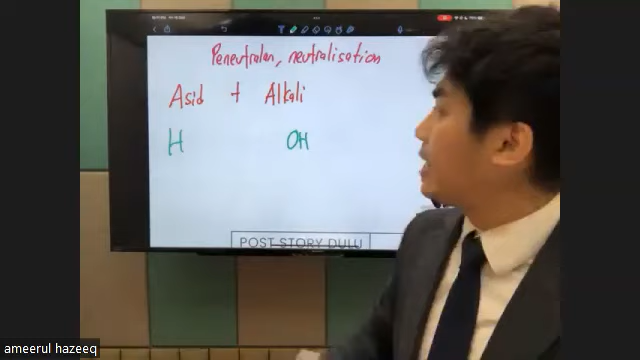 Peneutralan, neutralisation
Asid + Alkali
H OH
POST STORY DULU
ameerul hazeeq